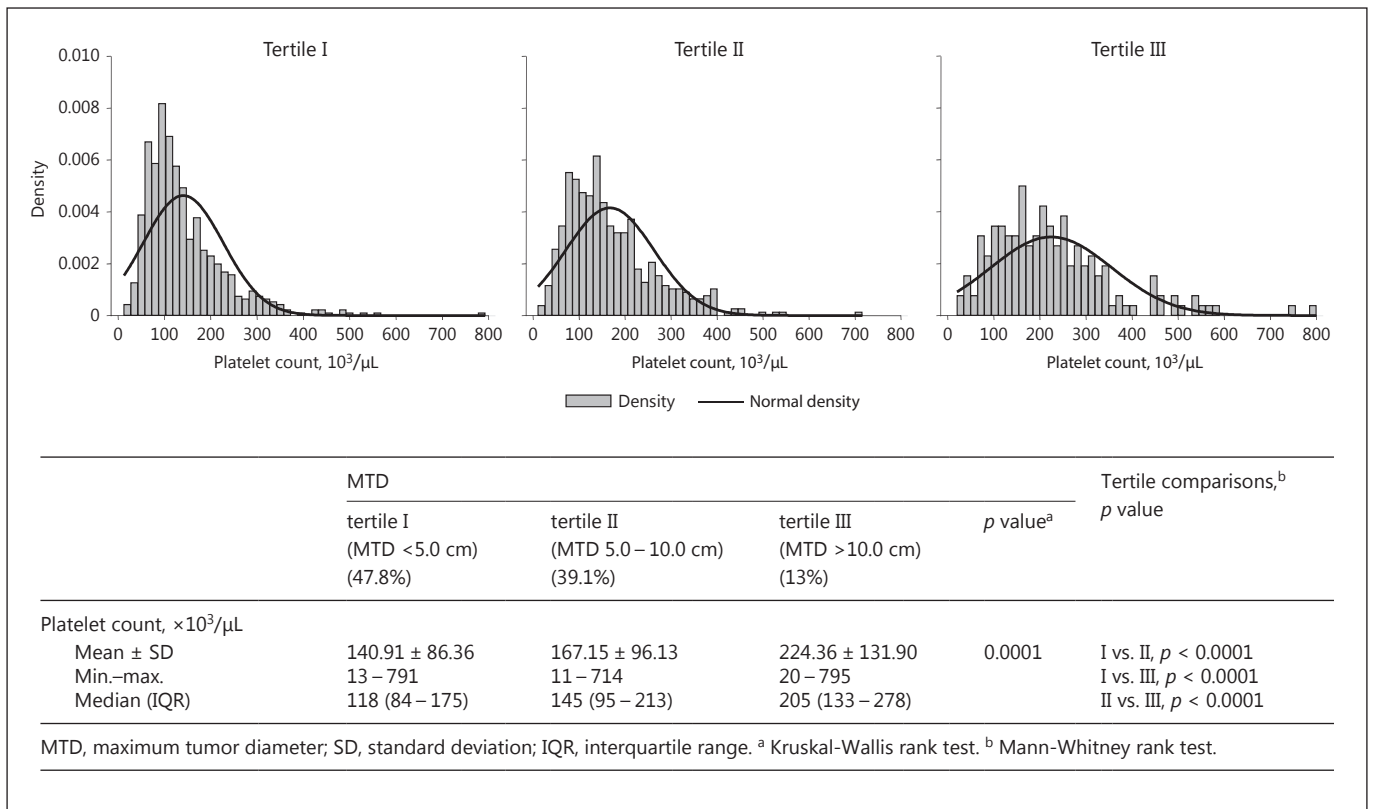 Tertile I
Tertile II
Tertile III
0.010
0.008
0.006
0.004
0.002
0
Density
0 100 200 300 400 500 600 700 800
0 100 200 300 400 500 600 700 800
100 200 300 400 500 600 700 800
Platelet count, 10³/µL
Platelet count, 10³/µL
Platelet count, 10³/µL
Density
Normal density
MTD
Tertile comparisons,ᵇ
p value
tertile I
(MTD <5.0 cm)
(47.8%)
tertile II
(MTD 5.0–10.0 cm)
(39.1%)
tertile III
(MTD >10.0 cm)
(13%)
p valueᵃ
Platelet count, ×10³/µL
Mean ± SD 140.91 ± 86.36 167.15 ± 96.13 224.36 ± 131.90 0.0001 I vs. II, p < 0.0001
Min.–max. 13–791 11–714 20–795 I vs. III, p < 0.0001
Median (IQR) 118 (84–175) 145 (95–213) 205 (133–278) II vs. III, p < 0.0001
MTD, maximum tumor diameter; SD, standard deviation; IQR, interquartile range. ᵃ Kruskal-Wallis rank test. ᵇ Mann-Whitney rank test.